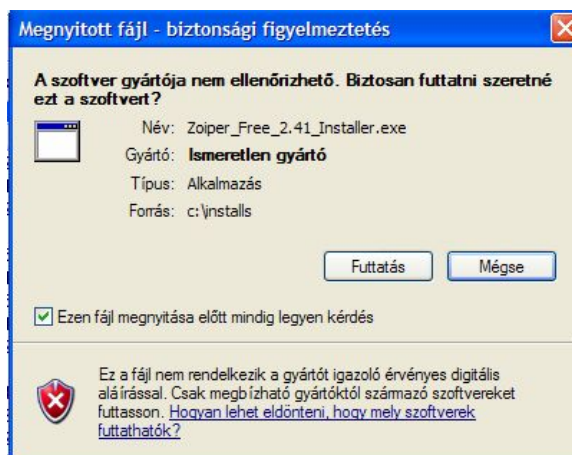 Megnyitott fájl - biztonsági figyelmeztetés
A szoftver gyártója nem ellenőrizhető. Biztosan futtatni szeretné
ezt a szoftvert?
Név: Zoiper_Free_2.41_Installer.exe
Gyártó: Ismeretlen gyártó
Típus: Alkalmazás
Forrás: c:\installs
Futtatás Mégse
Ezen fájl megnyitása előtt mindig legyen kérdés
Ez a fájl nem rendelkezik a gyártót igazoló érvényes digitális
aláírással. Csak megbízható gyártóktól származó szoftvereket
futtasson. Hogyan lehet eldönteni, hogy mely szoftverek
futtathatók?